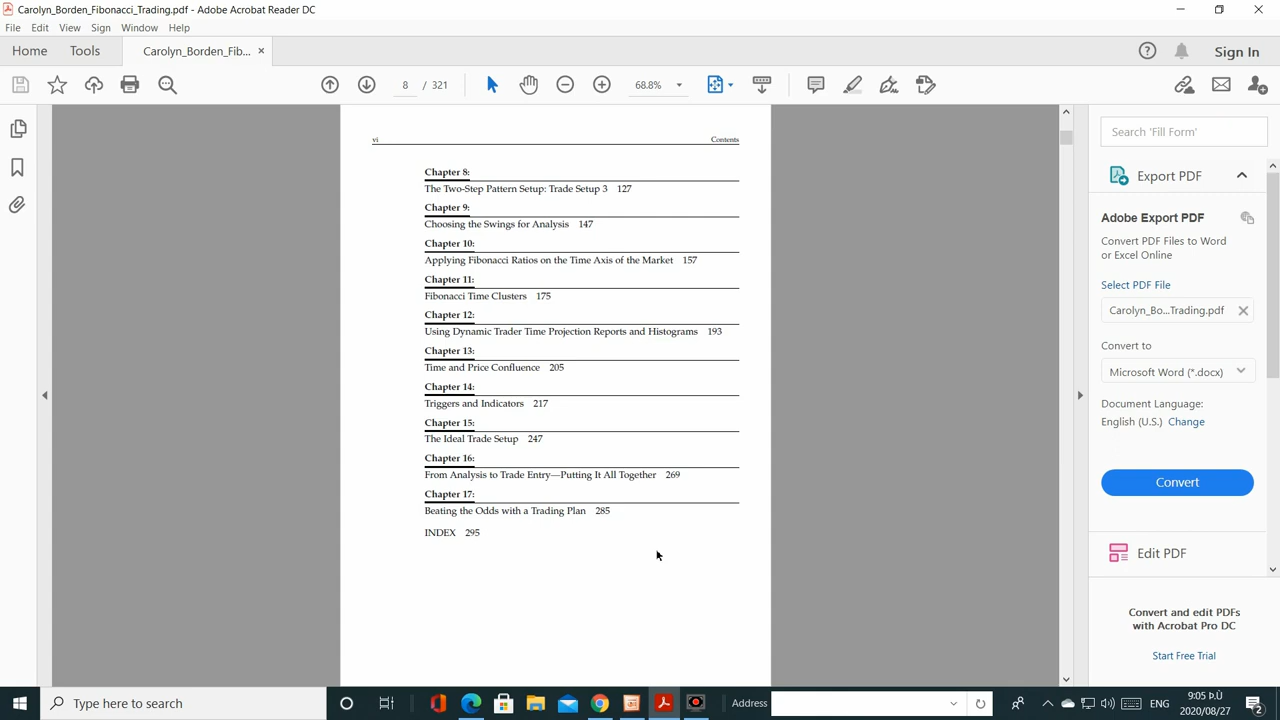 Carolyn_Borden_Fibonacci_Trading.pdf - Adobe Acrobat Reader DC
File Edit View Sign Window Help
Home Tools Carolyn_Borden_Fib... × Sign In
8 / 321 68.8%
vi Contents
Chapter 8:
The Two-Step Pattern Setup: Trade Setup 3 127
Chapter 9:
Choosing the Swings for Analysis 147
Chapter 10:
Applying Fibonacci Ratios on the Time Axis of the Market 157
Chapter 11:
Fibonacci Time Clusters 175
Chapter 12:
Using Dynamic Trader Time Projection Reports and Histograms 193
Chapter 13:
Time and Price Confluence 205
Chapter 14:
Triggers and Indicators 217
Chapter 15:
The Ideal Trade Setup 247
Chapter 16:
From Analysis to Trade Entry—Putting It All Together 269
Chapter 17:
Beating the Odds with a Trading Plan 285
INDEX 295
Search 'Fill Form'
Export PDF
Adobe Export PDF
Convert PDF Files to Word
or Excel Online
Select PDF File
Carolyn_Bo...Trading.pdf
Convert to
Microsoft Word (*.docx)
Document Language:
English (U.S.) Change
Convert
Edit PDF
Convert and edit PDFs
with Acrobat Pro DC
Start Free Trial
Type here to search
Address
ENG
9:05 Þ.Ù
2020/08/27
2